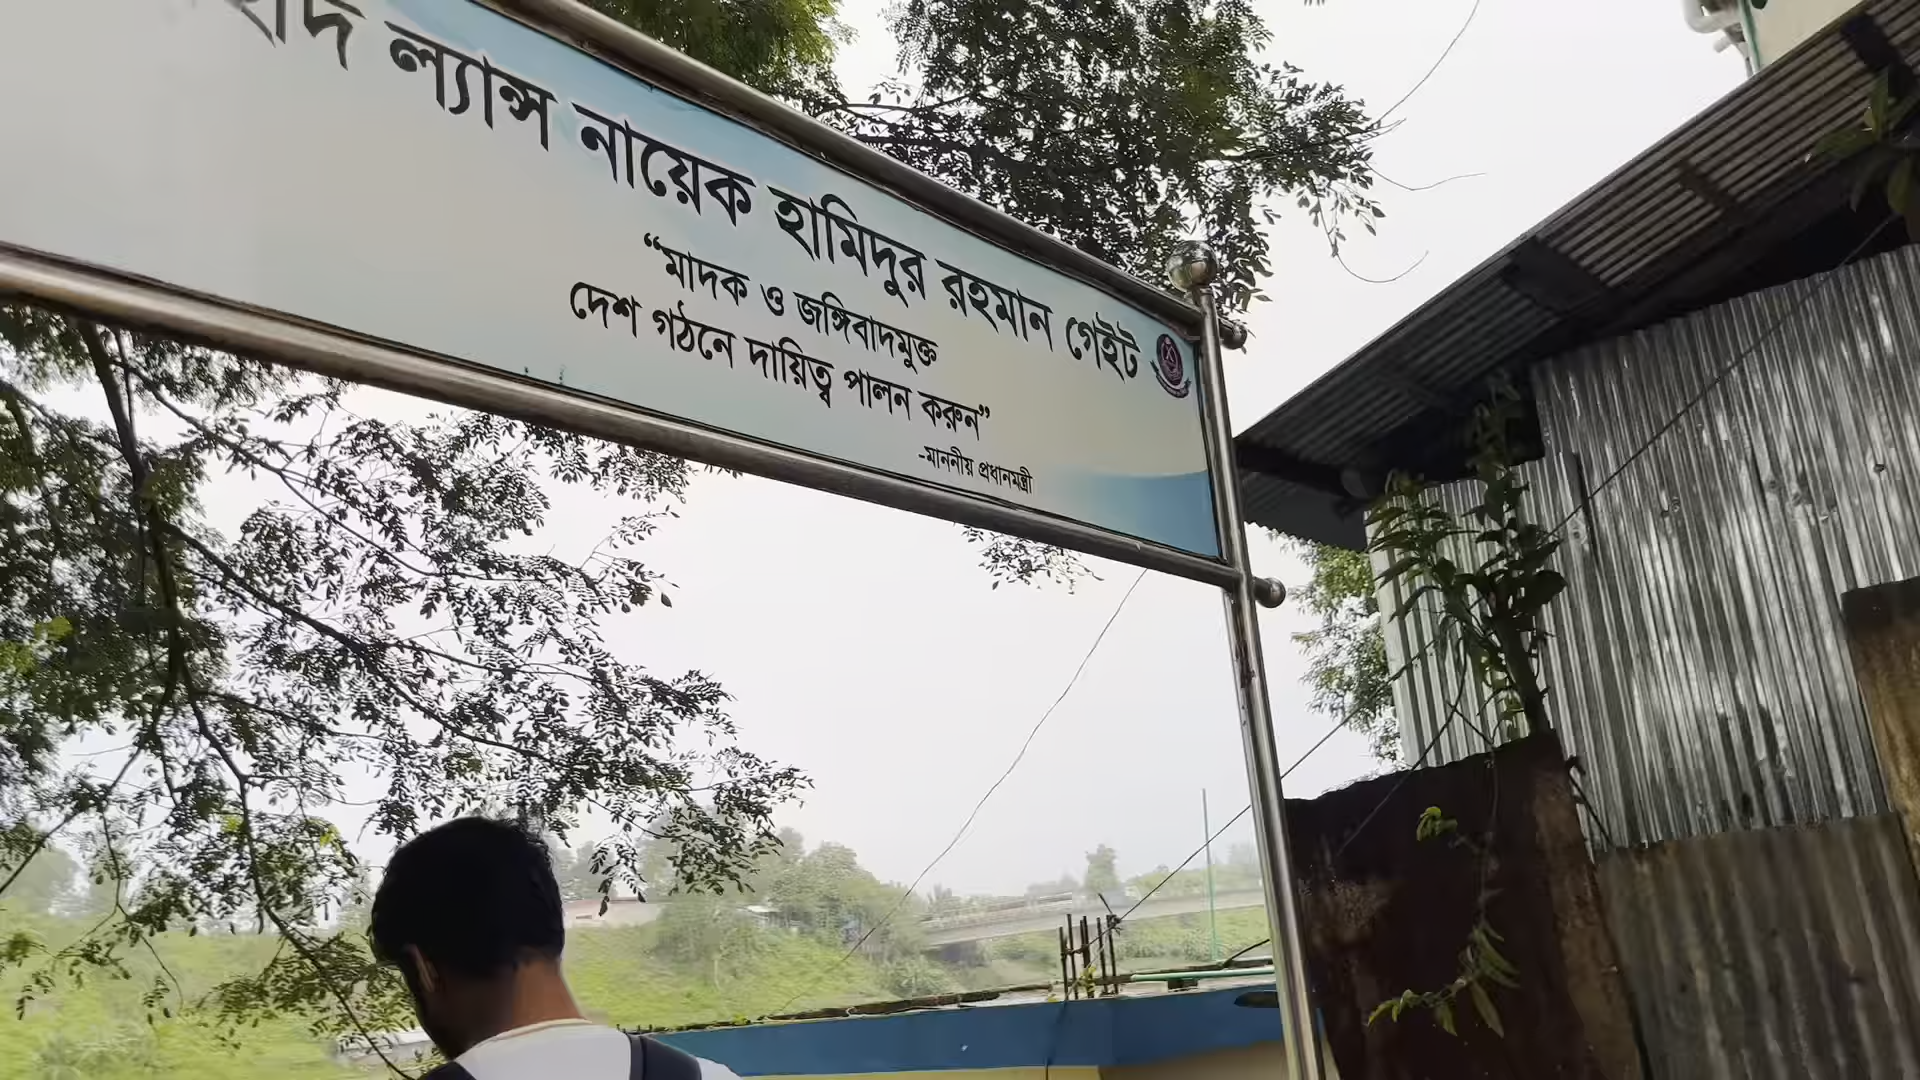 ল্যান্স নায়েক হামিদুর রহমান গেইট
“মাদক ও জঙ্গিবাদমুক্ত
দেশ গঠনে দায়িত্ব পালন করুন”
-মাননীয় প্রধানমন্ত্রী